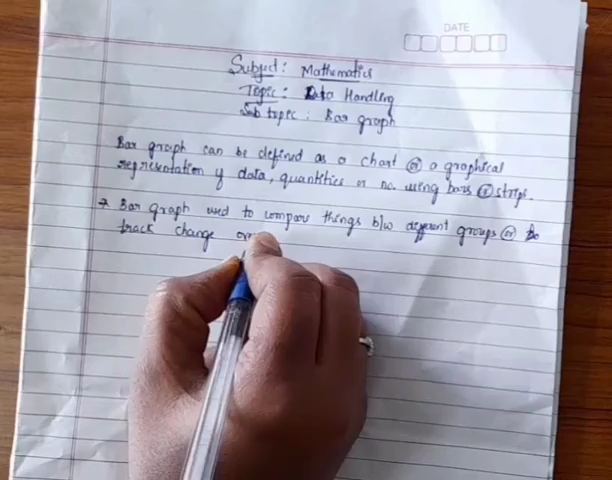 DATE
Subject: Mathematics
Topic: Data Handling
Sub topic: Bar graph
Bar graph can be defined as a chart or a graphical
representation of data, quantities or no. using bars or strips.
→ Bar graph used to compare things b/w different groups or to
track change over